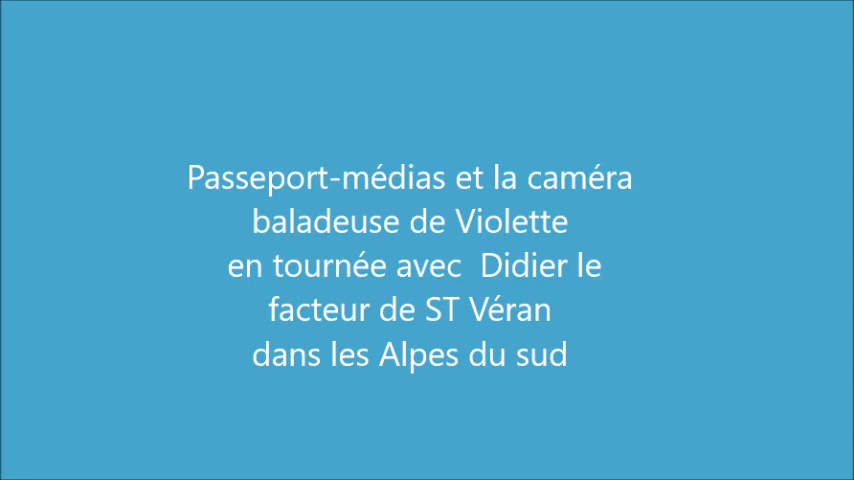 Passeport-médias et la caméra
baladeuse de Violette
en tournée avec  Didier le
facteur de ST Véran
dans les Alpes du sud